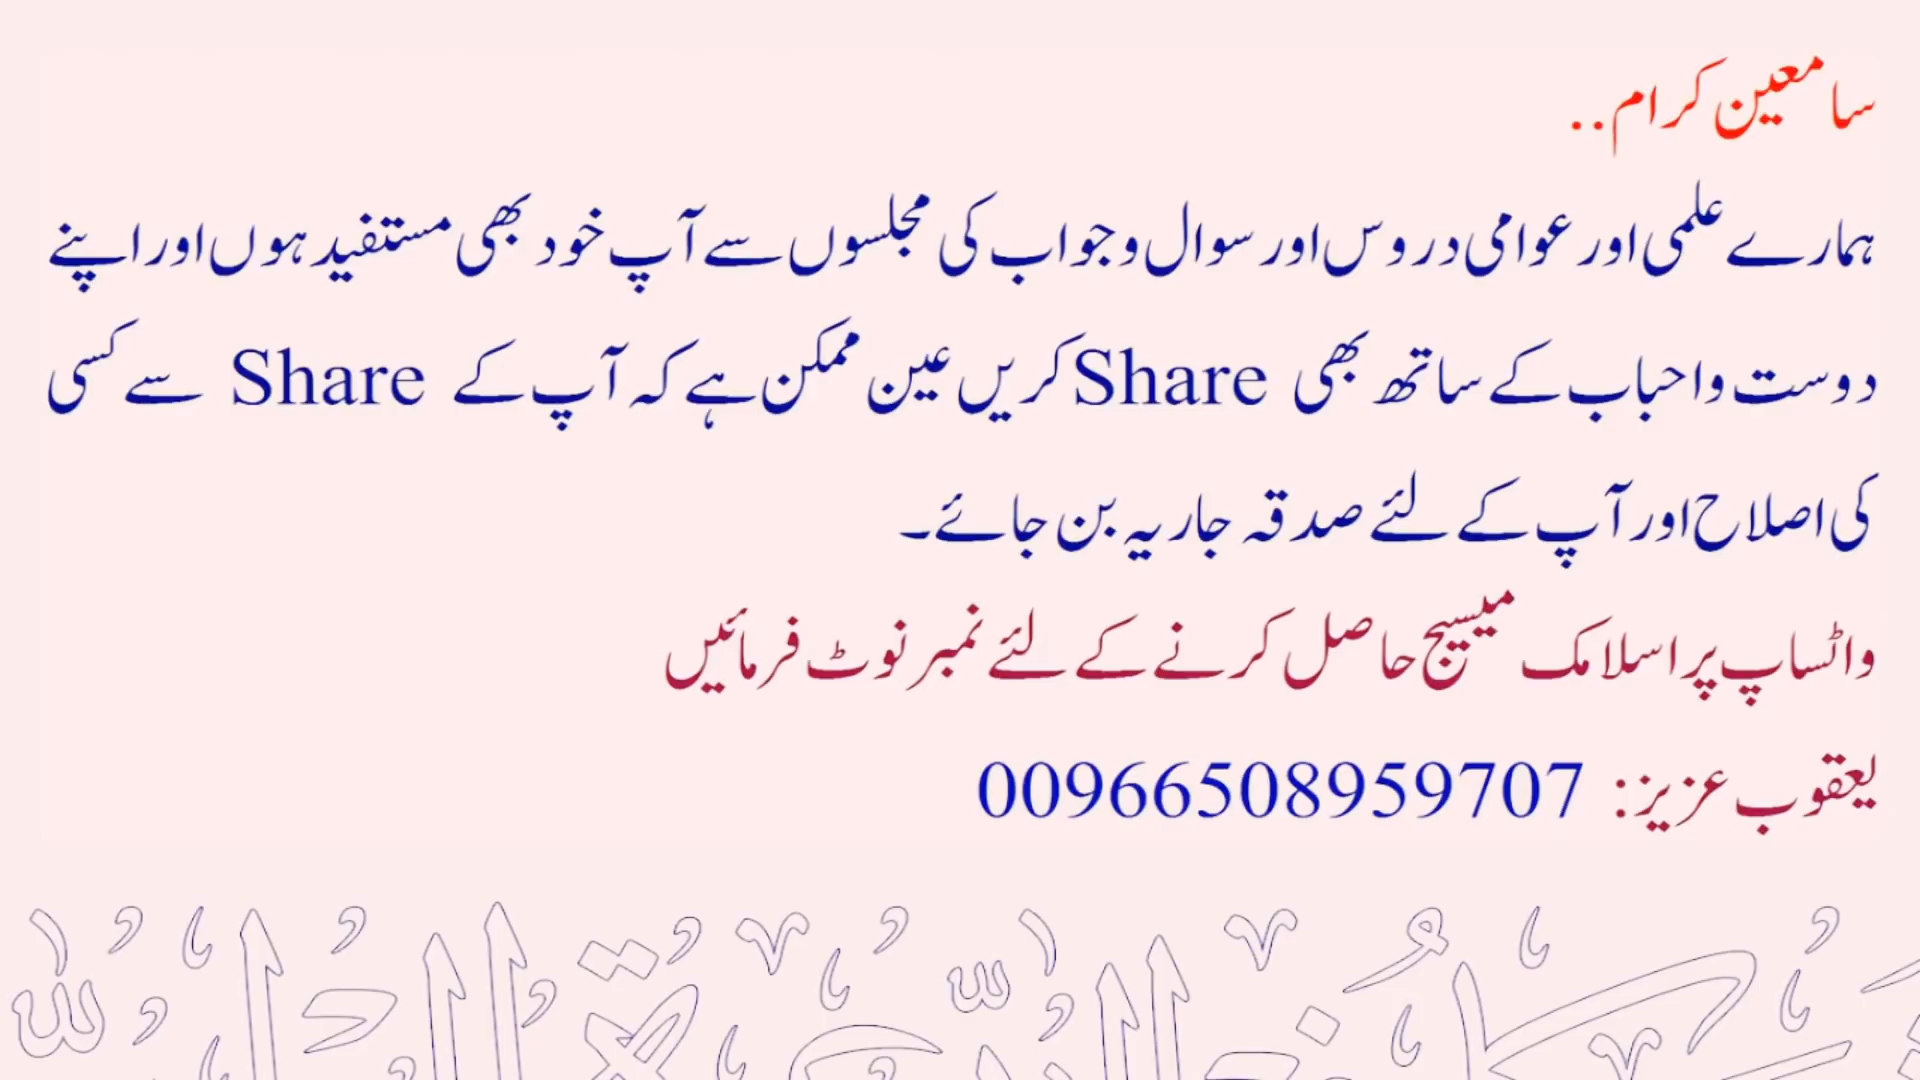 سامعین کرام..
ہمارے علمی اور عوامی دروس اور سوال و جواب کی مجلسوں سے آپ خود بھی مستفید ہوں اور اپنے
دوست و احباب کے ساتھ بھی Share کریں عین ممکن ہے کہ آپ کے Share سے کسی
کی اصلاح اور آپ کے لئے صدقہ جاریہ بن جائے۔
واٹساپ پر اسلامک میسیج حاصل کرنے کے لئے نمبر نوٹ فرمائیں
یعقوب عزیز: 00966508959707